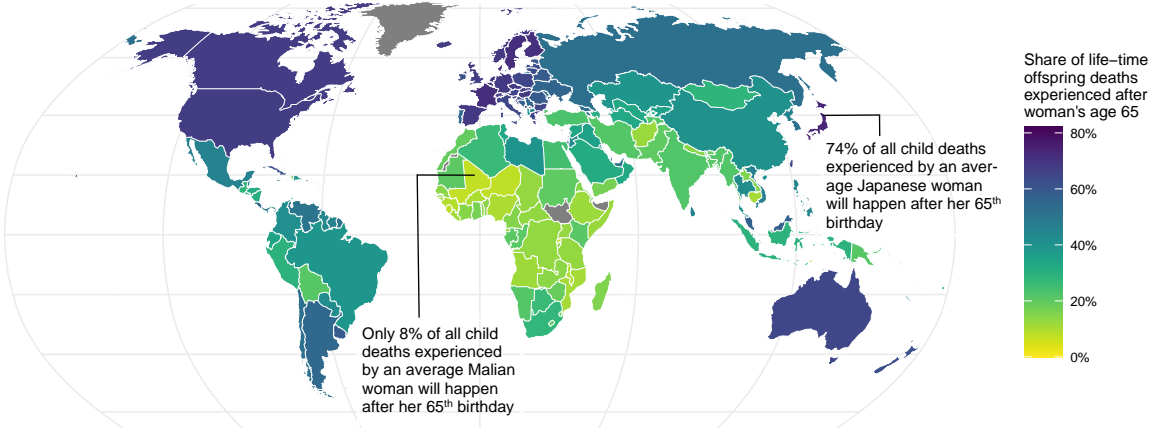 Share of life–time
offspring deaths
experienced after
woman's age 65
80%
60%
40%
20%
0%
74% of all child deaths
experienced by an aver-
age Japanese woman
will happen after her 65th
birthday
Only 8% of all child
deaths experienced
by an average Malian
woman will happen
after her 65th birthday